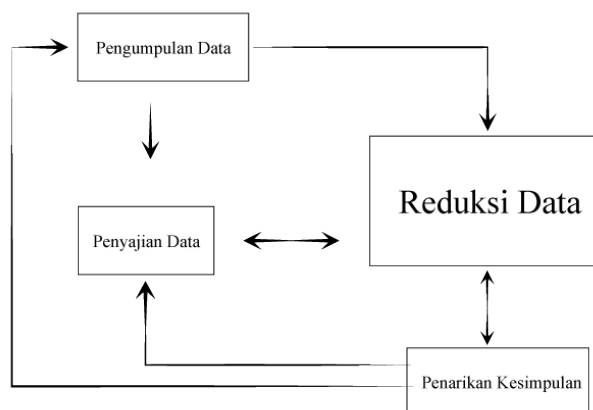 Pengumpulan Data
Reduksi Data
Penyajian Data
Penarikan Kesimpulan